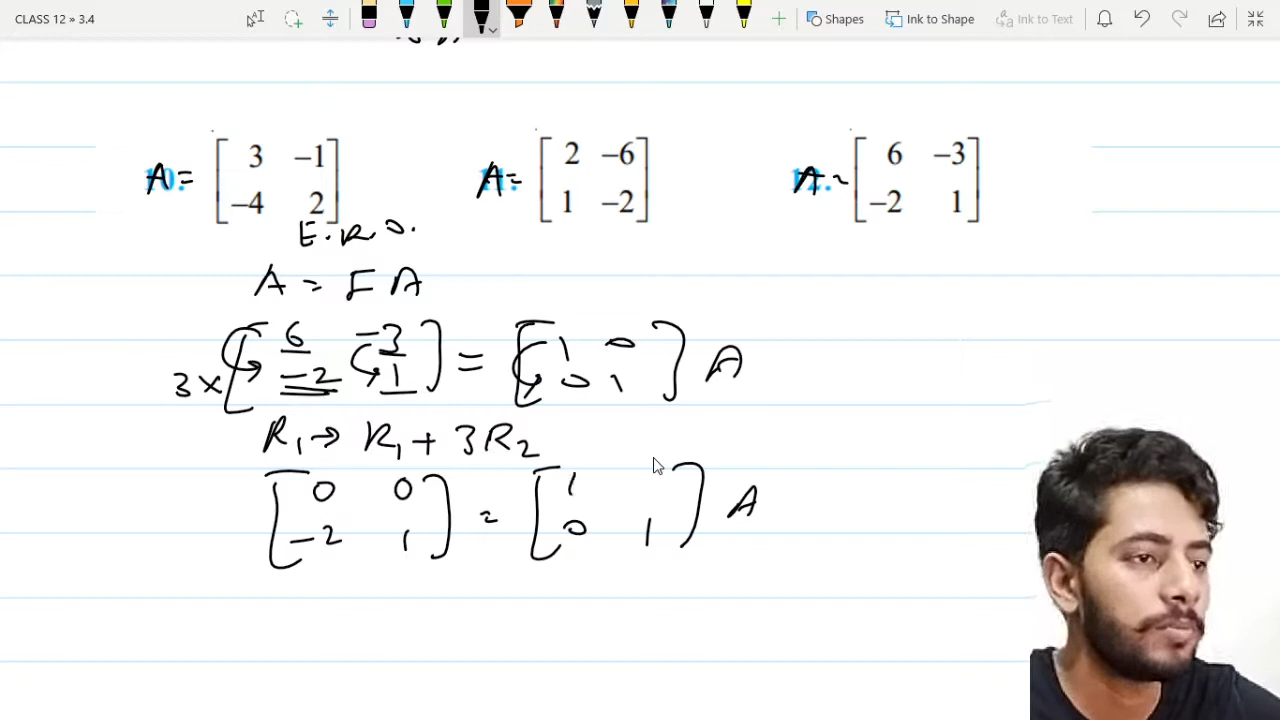 CLASS 12 » 3.4
Shapes Ink to Shape Ink to Text
A = [ 3 −1 A = [ 2 −6 A = [ 6 −3
−4 2 ] 1 −2 ] −2 1 ]
E.R.O.
A = I A
3 × [ 6 −3 ] = [ 1 0 ] A
−2 1 0 1
R1 → R1 + 3R2
[ 0 0 ] = [ 1 ] A
−2 1 0 1